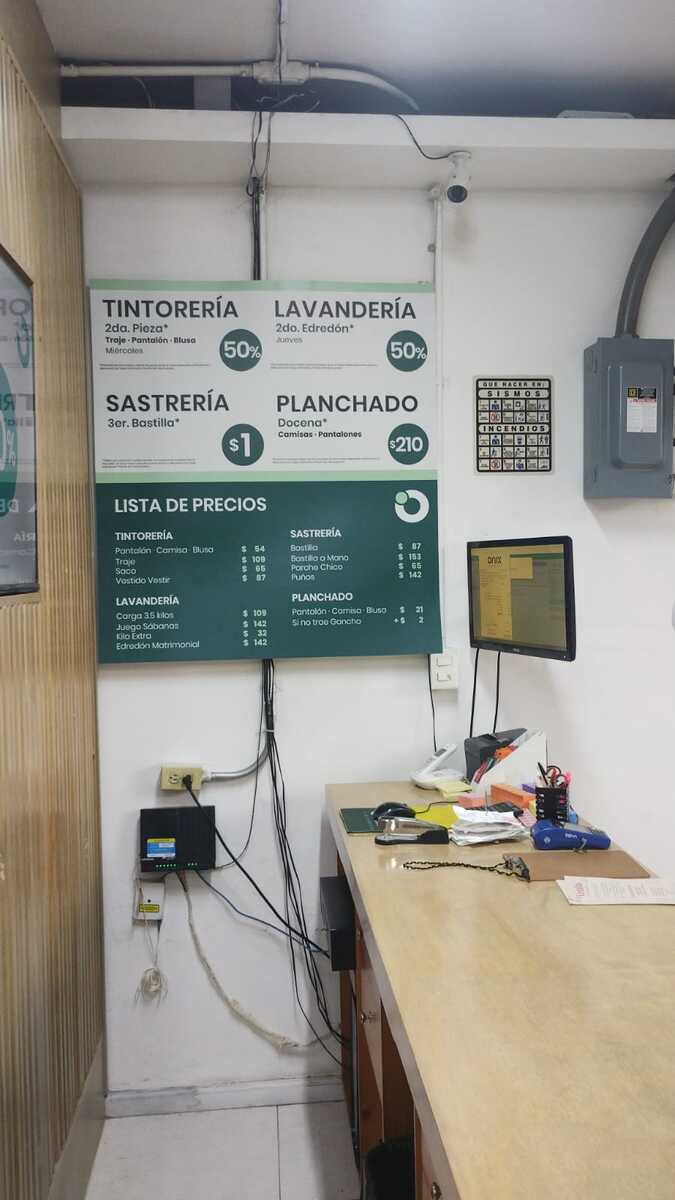 TINTORERÍA
2da. Pieza*
Traje · Pantalón · Blusa
Miércoles
50%
LAVANDERÍA
2do. Edredón*
Jueves
50%
SASTRERÍA
3er. Bastilla*
$1
PLANCHADO
Docena*
Camisas · Pantalones
$210
LISTA DE PRECIOS
TINTORERÍA
Pantalón · Camisa · Blusa $ 54
Traje $ 109
Saco $ 65
Vestido Vestir $ 87
LAVANDERÍA
Carga 3.5 kilos $ 109
Juego Sábanas $ 142
Kilo Extra $ 32
Edredón Matrimonial $ 142
SASTRERÍA
Bastilla $ 87
Bastilla a Mano $ 153
Parche Chico $ 65
Puños $ 142
PLANCHADO
Pantalón · Camisa · Blusa $ 21
Si no trae Gancho +$ 2
QUE HACER EN:
SISMOS
INCENDIOS